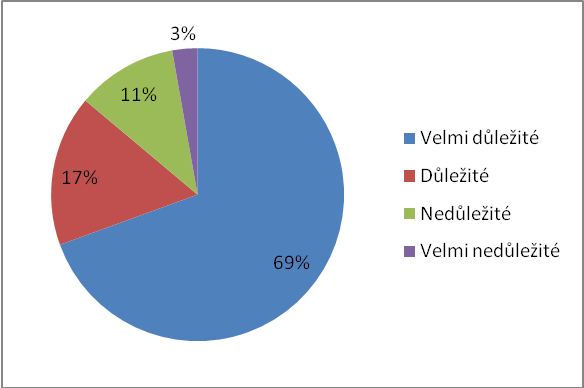 3%
11%
17%
69%
Velmi důležité
Důležité
Nedůležité
Velmi nedůležité